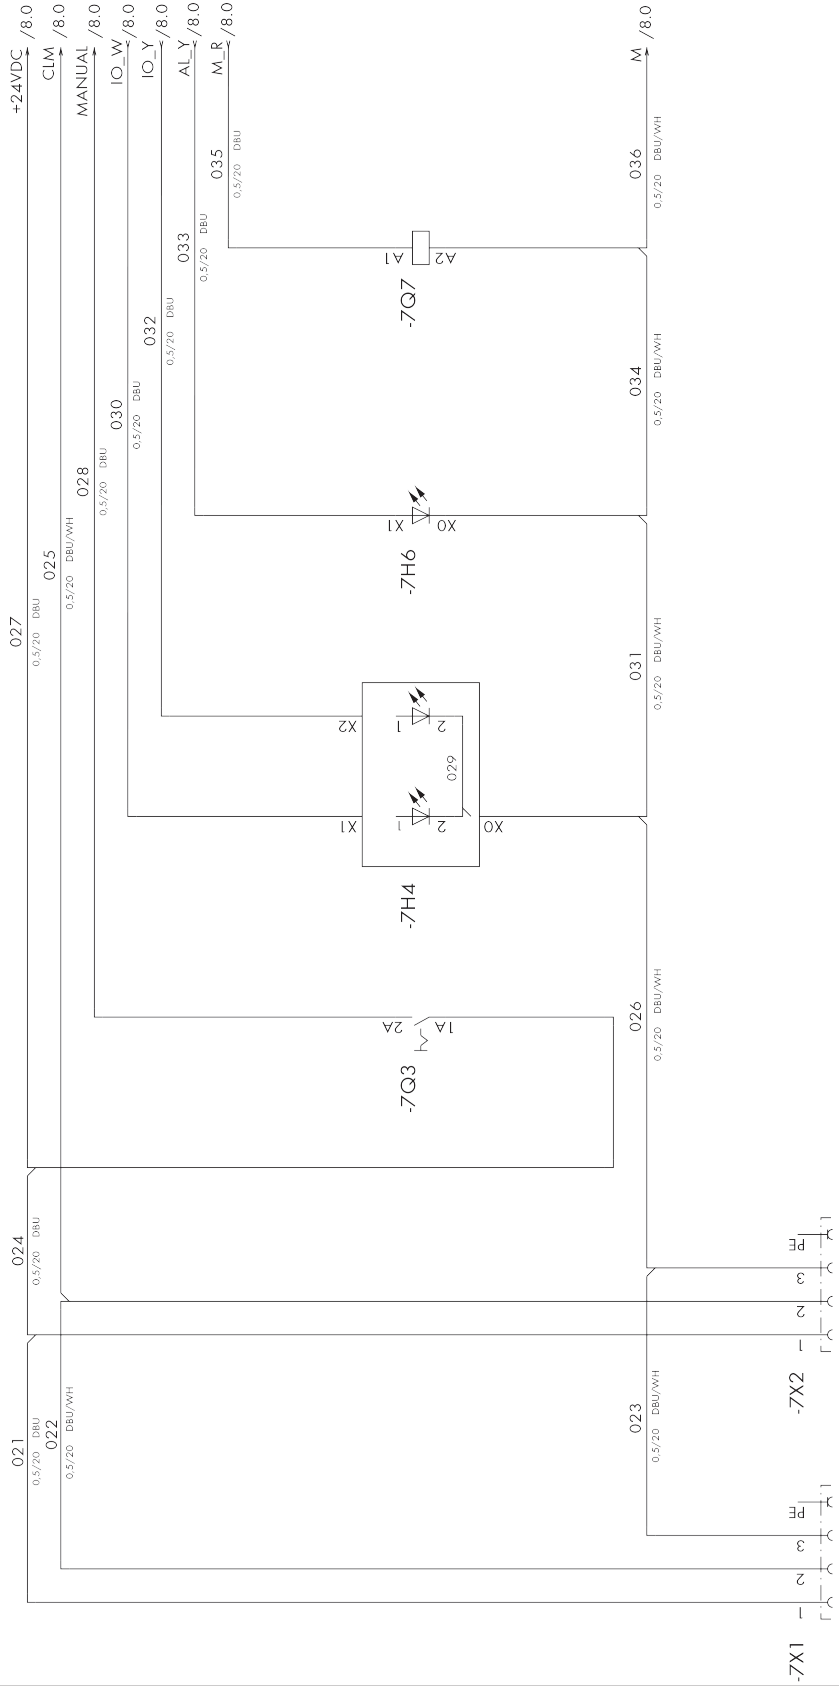 +24VDC /8.0
CLM /8.0
MANUAL /8.0
IO_W /8.0
IO_Y /8.0
AL_Y /8.0
M_R /8.0
M /8.0
021
0,5/20 DBU
022
0,5/20 DBU/WH
023
0,5/20 DBU/WH
024
0,5/20 DBU
027
0,5/20 DBU
025
0,5/20 DBU/WH
028
0,5/20 DBU
030
0,5/20 DBU
032
0,5/20 DBU
033
0,5/20 DBU
035
0,5/20 DBU
026
0,5/20 DBU/WH
031
0,5/20 DBU/WH
034
0,5/20 DBU/WH
036
0,5/20 DBU/WH
-7Q3
2A
1A
-7H4
X1
X2
1
2
1
2
029
X0
-7H6
X1
X0
-7Q7
A1
A2
-7X1
1
2
3
PE
-7X2
1
2
3
PE